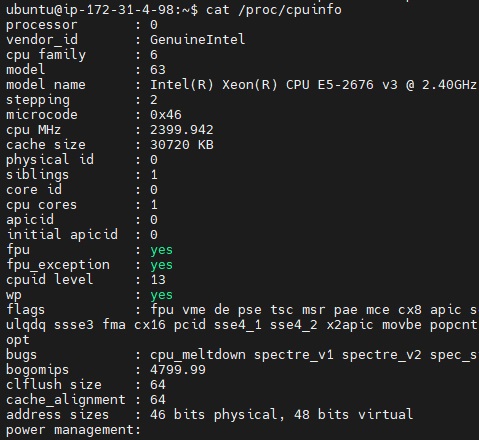 ubuntu@ip-172-31-4-98:~$ cat /proc/cpuinfo
processor : 0
vendor_id : GenuineIntel
cpu family : 6
model : 63
model name : Intel(R) Xeon(R) CPU E5-2676 v3 @ 2.40GHz
stepping : 2
microcode : 0x46
cpu MHz : 2399.942
cache size : 30720 KB
physical id : 0
siblings : 1
core id : 0
cpu cores : 1
apicid : 0
initial apicid : 0
fpu : yes
fpu_exception : yes
cpuid level : 13
wp : yes
flags : fpu vme de pse tsc msr pae mce cx8 apic s
ulqdq ssse3 fma cx16 pcid sse4_1 sse4_2 x2apic movbe popcnt
opt
bugs : cpu_meltdown spectre_v1 spectre_v2 spec_s
bogomips : 4799.99
clflush size : 64
cache_alignment : 64
address sizes : 46 bits physical, 48 bits virtual
power management: